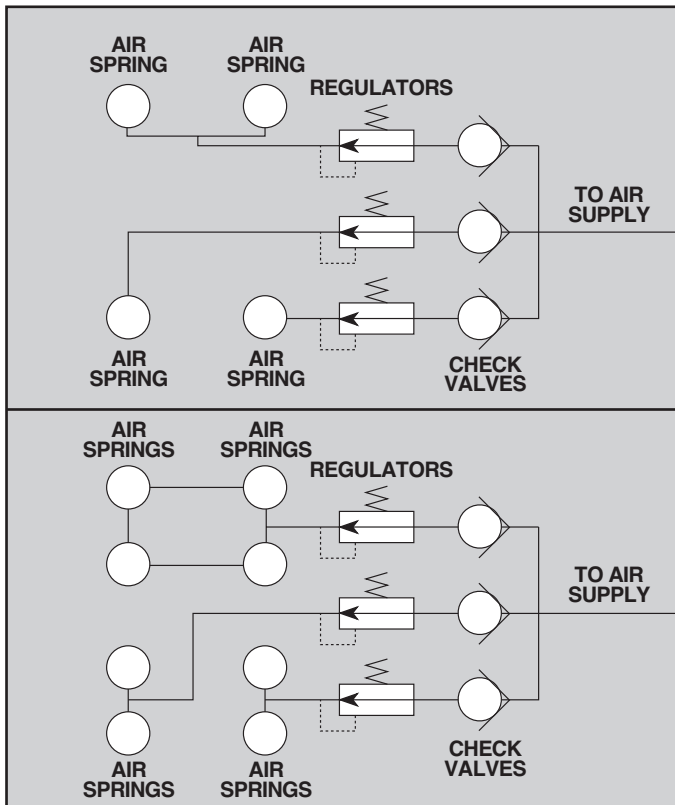 AIR
SPRING
AIR
SPRING
REGULATORS
TO AIR
SUPPLY
AIR
SPRING
AIR
SPRING
CHECK
VALVES
AIR
SPRINGS
AIR
SPRINGS
REGULATORS
TO AIR
SUPPLY
AIR
SPRINGS
AIR
SPRINGS
CHECK
VALVES